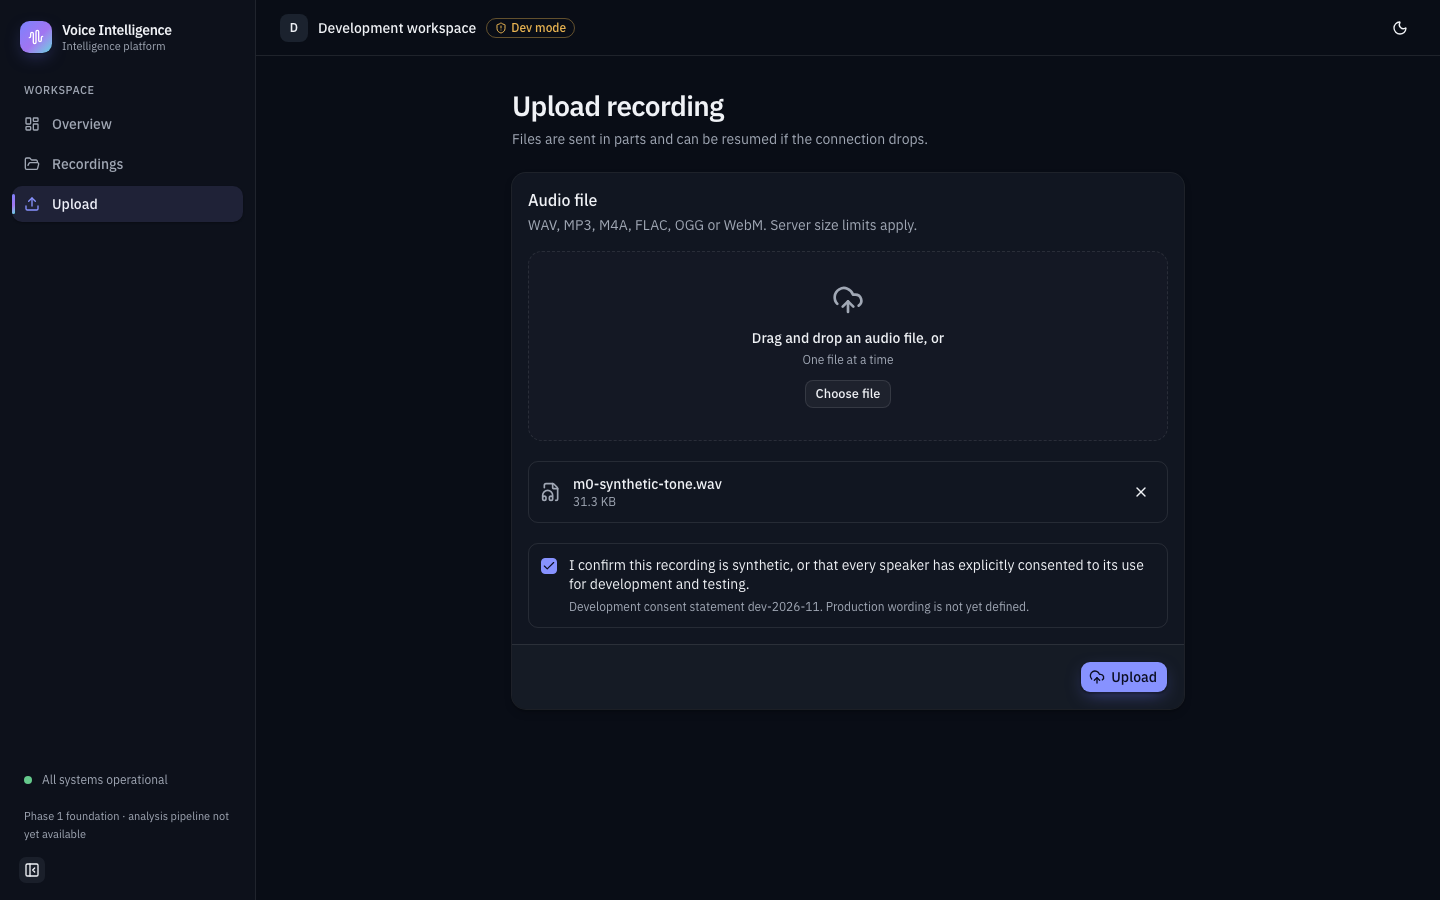 Voice Intelligence
Intelligence platform
WORKSPACE
Overview
Recordings
Upload
All systems operational
Phase 1 foundation · analysis pipeline not
yet available
D
Development workspace
Dev mode
Upload recording
Files are sent in parts and can be resumed if the connection drops.
Audio file
WAV, MP3, M4A, FLAC, OGG or WebM. Server size limits apply.
Drag and drop an audio file, or
One file at a time
Choose file
m0-synthetic-tone.wav
31.3 KB
I confirm this recording is synthetic, or that every speaker has explicitly consented to its use
for development and testing.
Development consent statement dev-2026-11. Production wording is not yet defined.
Upload